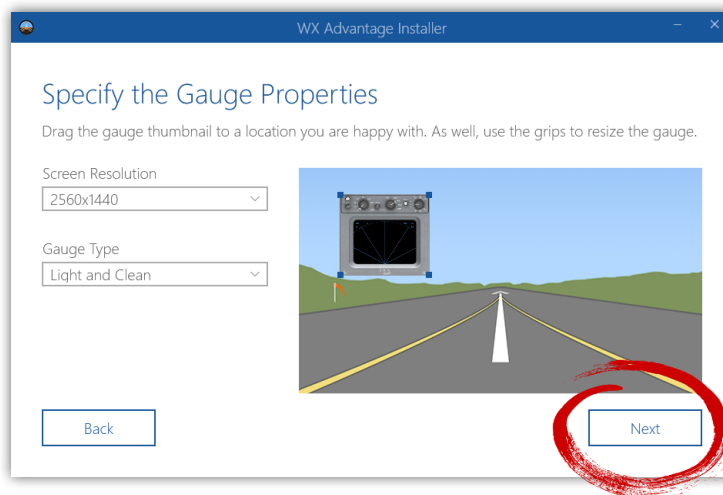 WX Advantage Installer
Specify the Gauge Properties
Drag the gauge thumbnail to a location you are happy with. As well, use the grips to resize the gauge.
Screen Resolution
2560x1440
Gauge Type
Light and Clean
Back
Next